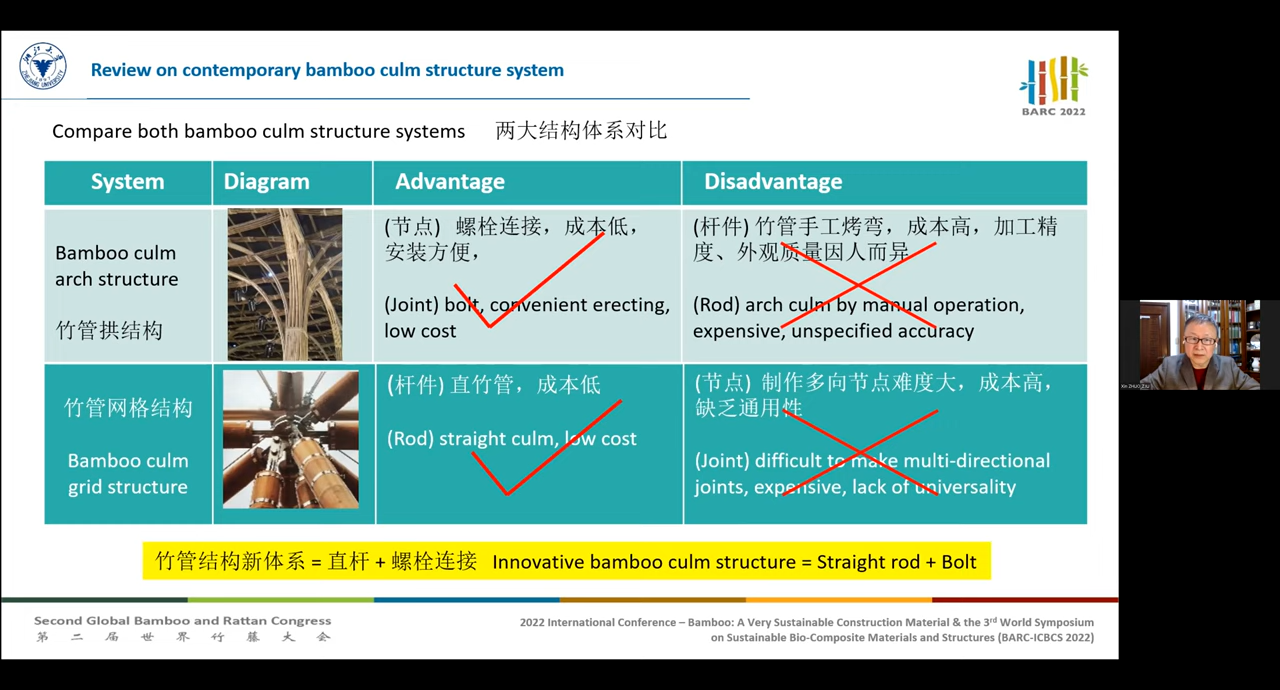 Review on contemporary bamboo culm structure system
BARC 2022
Compare both bamboo culm structure systems 两大结构体系对比
System Diagram Advantage Disadvantage
Bamboo culm
arch structure
竹管拱结构
(节点) 螺栓连接，成本低，
安装方便，
(Joint) bolt, convenient erecting,
low cost
(杆件) 竹管手工烤弯，成本高，加工精
度、外观质量因人而异
(Rod) arch culm by manual operation,
expensive, unspecified accuracy
竹管网格结构
Bamboo culm
grid structure
(杆件) 直竹管，成本低
(Rod) straight culm, low cost
(节点) 制作多向节点难度大，成本高，
缺乏通用性
(Joint) difficult to make multi-directional
joints, expensive, lack of universality
竹管结构新体系 = 直杆 + 螺栓连接 Innovative bamboo culm structure = Straight rod + Bolt
Second Global Bamboo and Rattan Congress
第二届世界竹藤大会
2022 International Conference – Bamboo: A Very Sustainable Construction Material & the 3rd World Symposium
on Sustainable Bio-Composite Materials and Structures (BARC-ICBCS 2022)